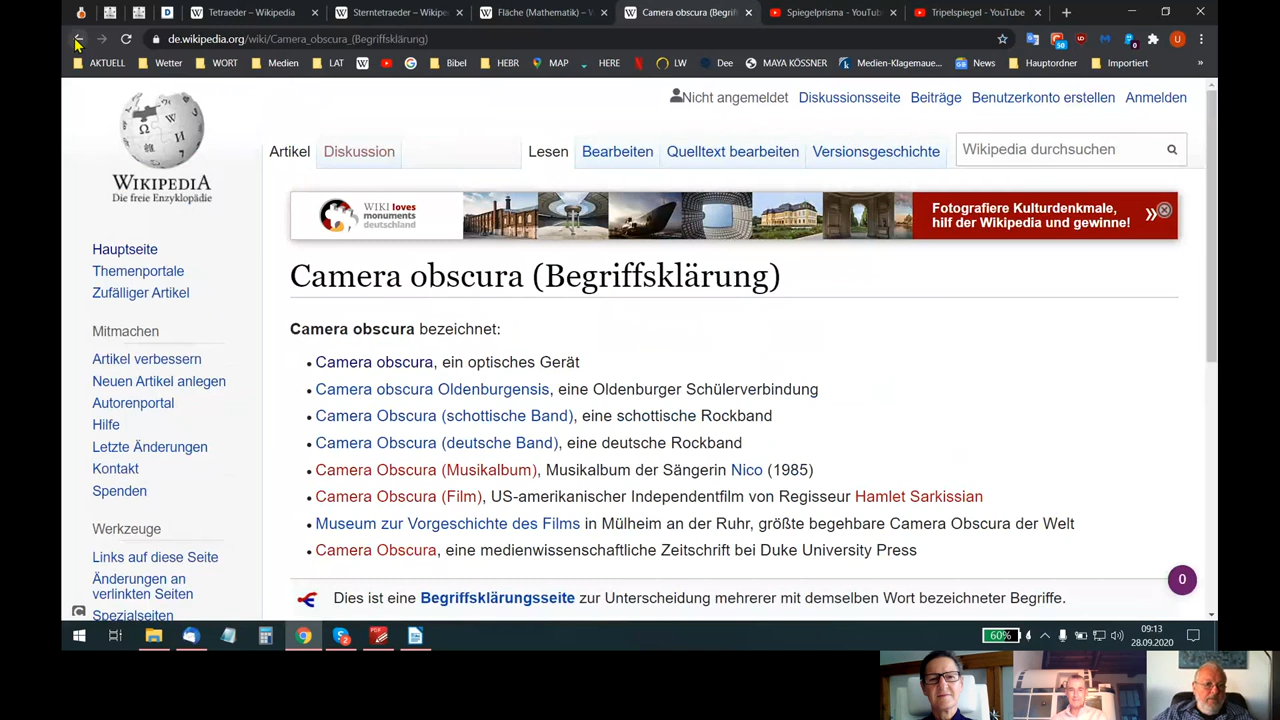 Tetraeder – Wikipedia
Sterntetraeder – Wikipe
Fläche (Mathematik) – W
Camera obscura (Begriffs
Spiegelprisma - YouTube
Tripelspiegel - YouTube
de.wikipedia.org/wiki/Camera_obscura_(Begriffsklärung)
50
0
U
AKTUELL
Wetter
WORT
Medien
LAT
Bibel
HEBR
MAP
HERE
LW
Dee
MAYA KÖSSNER
Medien-Klagemaue...
News
Hauptordner
Importiert
»
Nicht angemeldet
Diskussionsseite
Beiträge
Benutzerkonto erstellen
Anmelden
WIKIPEDIA
Die freie Enzyklopädie
Artikel
Diskussion
Lesen
Bearbeiten
Quelltext bearbeiten
Versionsgeschichte
Wikipedia durchsuchen
WIKI loves
monuments
deutschland
Fotografiere Kulturdenkmale,
hilf der Wikipedia und gewinne!
Hauptseite
Themenportale
Zufälliger Artikel
Mitmachen
Artikel verbessern
Neuen Artikel anlegen
Autorenportal
Hilfe
Letzte Änderungen
Kontakt
Spenden
Werkzeuge
Links auf diese Seite
Änderungen an
verlinkten Seiten
Spezialseiten
Camera obscura (Begriffsklärung)
Camera obscura bezeichnet:
• Camera obscura, ein optisches Gerät
• Camera obscura Oldenburgensis, eine Oldenburger Schülerverbindung
• Camera Obscura (schottische Band), eine schottische Rockband
• Camera Obscura (deutsche Band), eine deutsche Rockband
• Camera Obscura (Musikalbum), Musikalbum der Sängerin Nico (1985)
• Camera Obscura (Film), US-amerikanischer Independentfilm von Regisseur Hamlet Sarkissian
• Museum zur Vorgeschichte des Films in Mülheim an der Ruhr, größte begehbare Camera Obscura der Welt
• Camera Obscura, eine medienwissenschaftliche Zeitschrift bei Duke University Press
0
Dies ist eine Begriffsklärungsseite zur Unterscheidung mehrerer mit demselben Wort bezeichneter Begriffe.
60%
09:13
28.09.2020